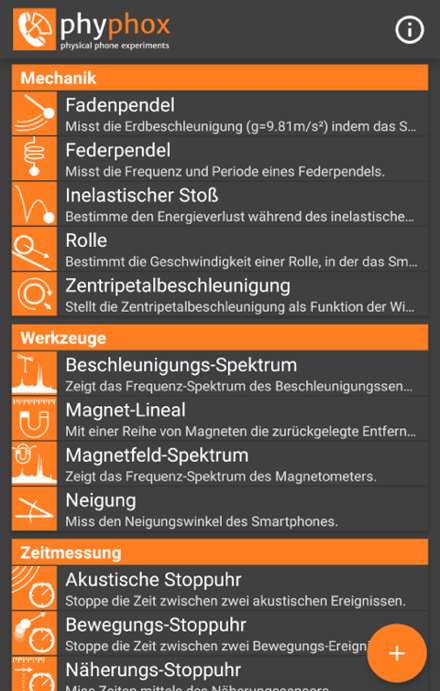 phyphox
physical phone experiments
Mechanik
Fadenpendel
Misst die Erdbeschleunigung (g=9.81m/s²) indem das S...
Federpendel
Misst die Frequenz und Periode eines Federpendels.
Inelastischer Stoß
Bestimme den Energieverlust während des inelastische...
Rolle
Bestimmt die Geschwindigkeit einer Rolle, in der das Sm...
Zentripetalbeschleunigung
Stellt die Zentripetalbeschleunigung als Funktion der Wi...
Werkzeuge
Beschleunigungs-Spektrum
Zeigt das Frequenz-Spektrum des Beschleunigungssen...
Magnet-Lineal
Mit einer Reihe von Magneten die zurückgelegte Entfern...
Magnetfeld-Spektrum
Zeigt das Frequenz-Spektrum des Magnetometers.
Neigung
Miss den Neigungswinkel des Smartphones.
Zeitmessung
Akustische Stoppuhr
Stoppe die Zeit zwischen zwei akustischen Ereignissen.
Bewegungs-Stoppuhr
Stoppe die Zeit zwischen zwei Bewegungs-Ereigni
Näherungs-Stoppuhr
Miss Zeiten mittels des Näherungssensors